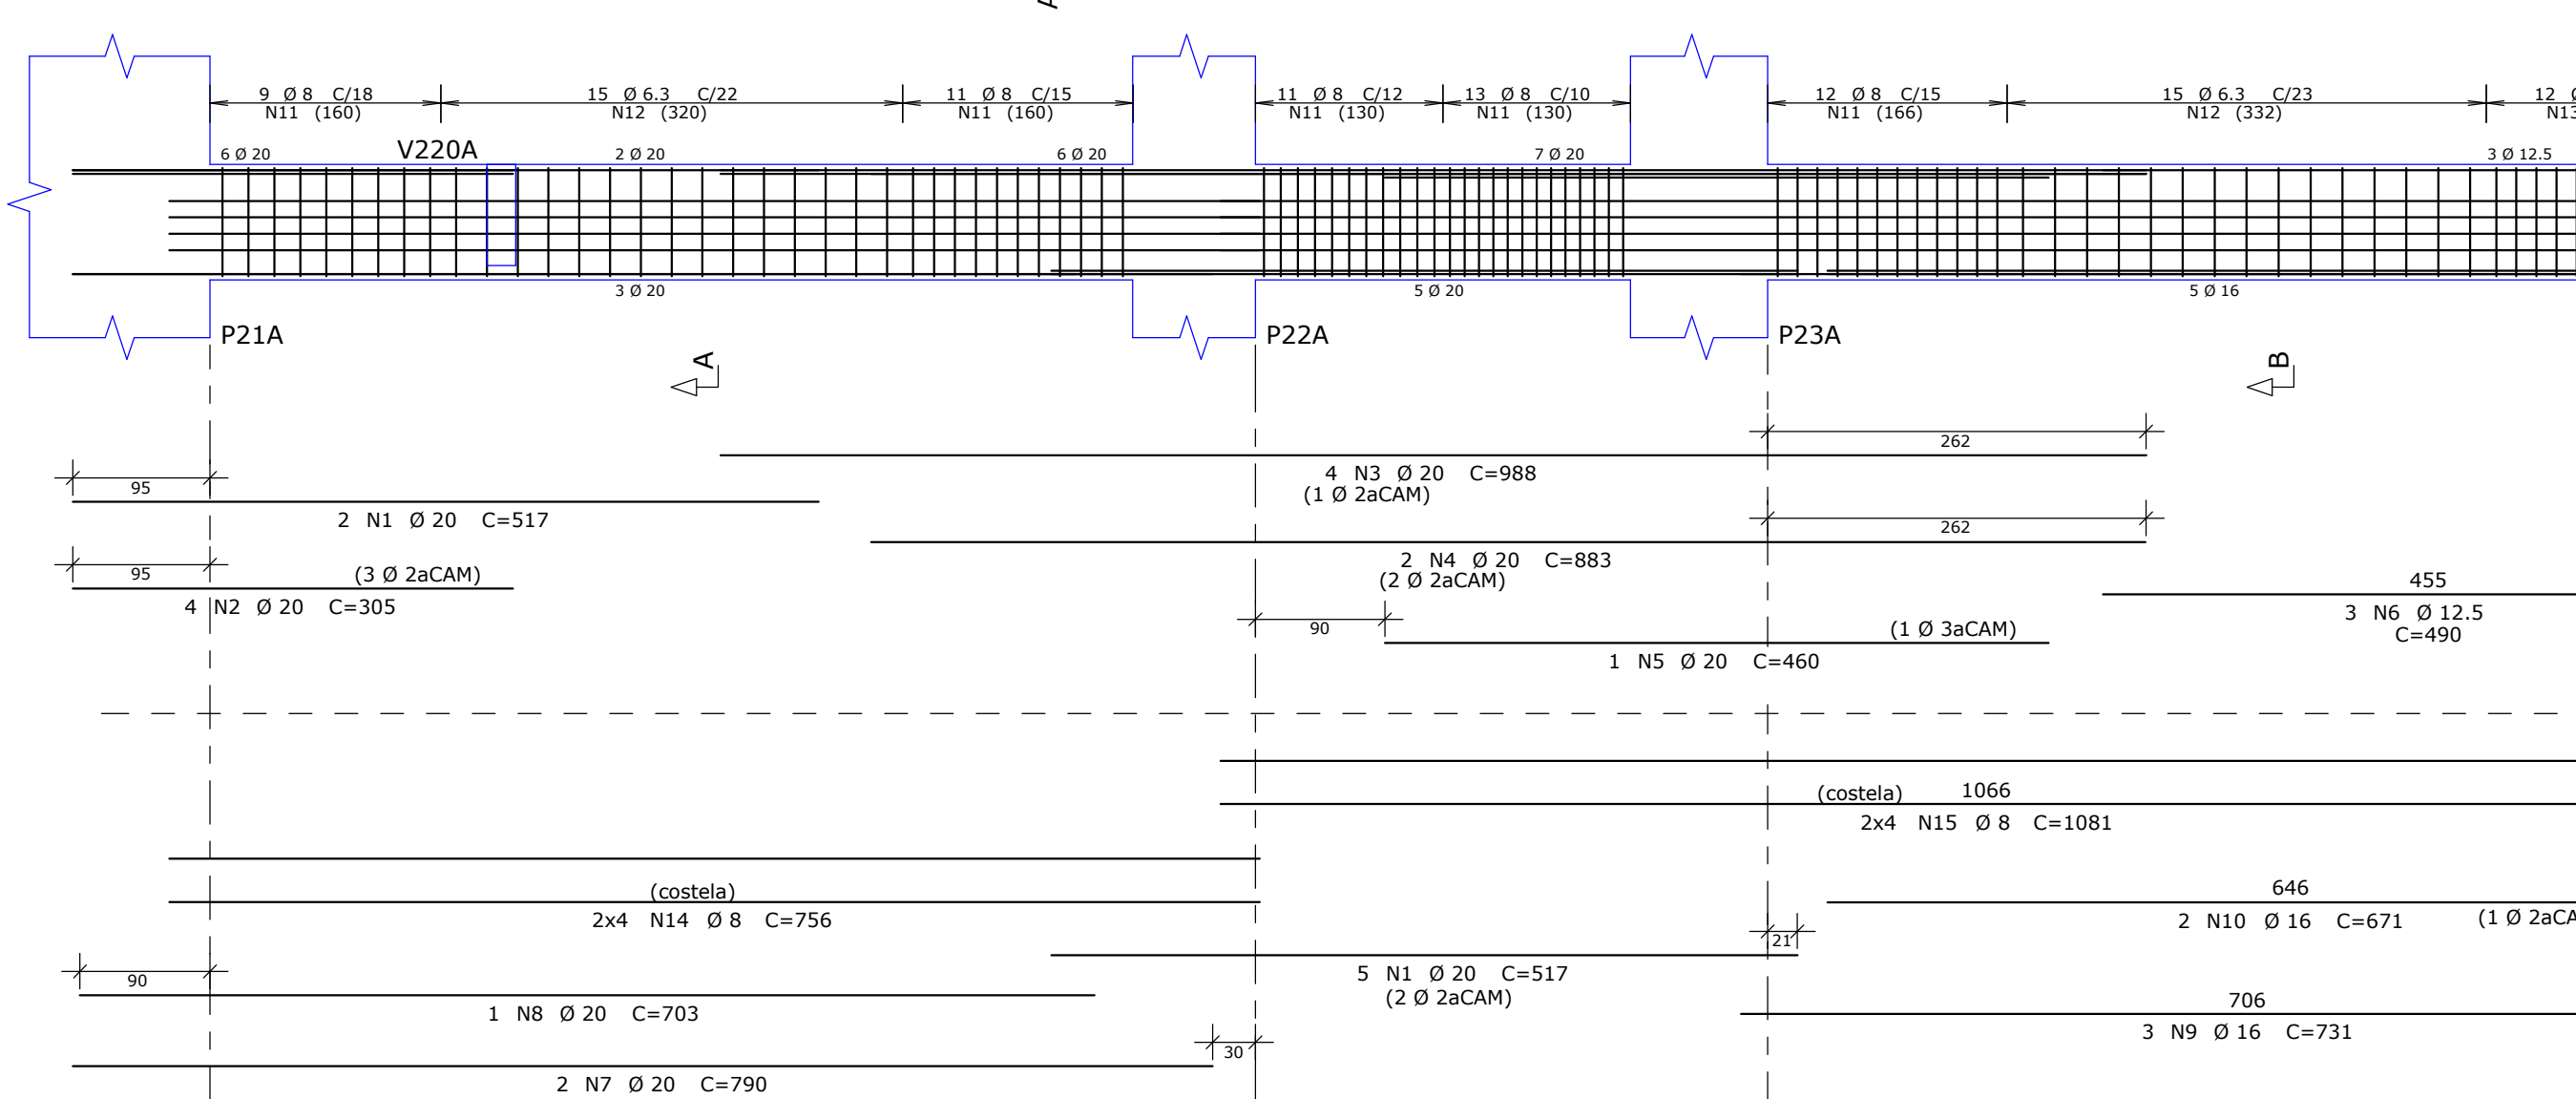 A
9 Ø 8 C/18
N11 (160)
15 Ø 6.3 C/22
N12 (320)
11 Ø 8 C/15
N11 (160)
11 Ø 8 C/12
N11 (130)
13 Ø 8 C/10
N11 (130)
12 Ø 8 C/15
N11 (166)
15 Ø 6.3 C/23
N12 (332)
12
6 Ø 20
V220A
2 Ø 20
6 Ø 20
7 Ø 20
3 Ø 12.5
3 Ø 20
5 Ø 20
5 Ø 16
P21A
P22A
P23A
A
B
262
4 N3 Ø 20 C=988
(1 Ø 2aCAM)
95
2 N1 Ø 20 C=517
262
2 N4 Ø 20 C=883
(2 Ø 2aCAM)
95
(3 Ø 2aCAM)
4 N2 Ø 20 C=305
455
3 N6 Ø 12.5
C=490
90
(1 Ø 3aCAM)
1 N5 Ø 20 C=460
(costela) 1066
2x4 N15 Ø 8 C=1081
(costela)
2x4 N14 Ø 8 C=756
646
2 N10 Ø 16 C=671
(1 Ø 2aCA
21
5 N1 Ø 20 C=517
(2 Ø 2aCAM)
90
1 N8 Ø 20 C=703
706
3 N9 Ø 16 C=731
30
2 N7 Ø 20 C=790